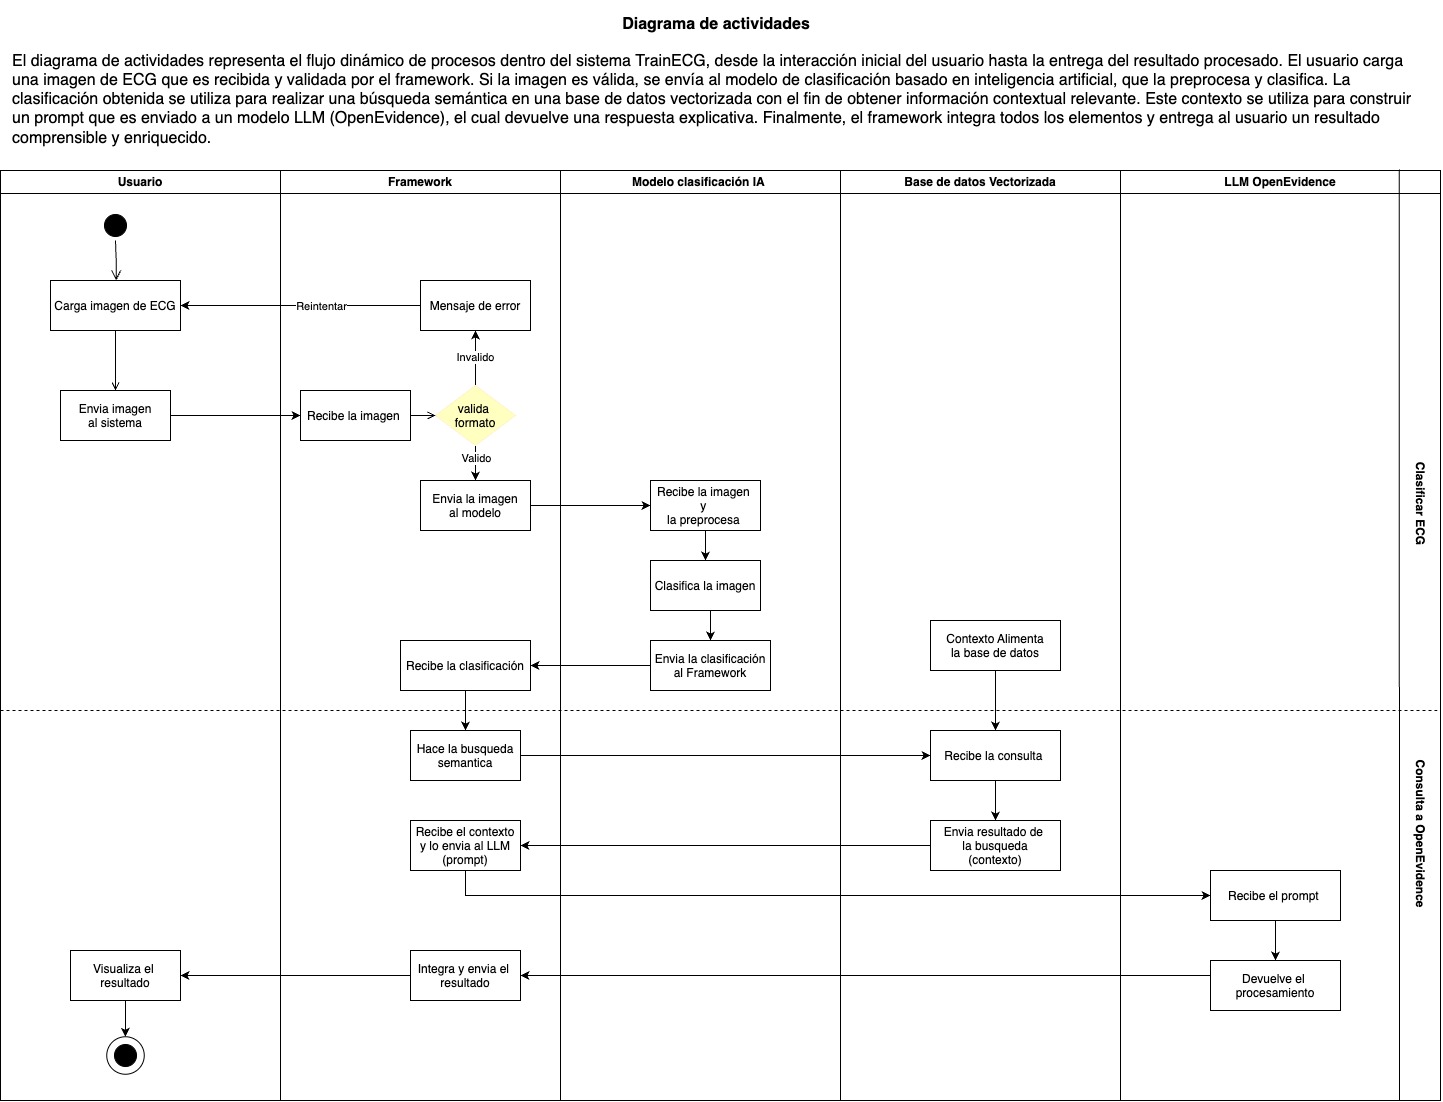 Diagrama de actividades
El diagrama de actividades representa el flujo dinámico de procesos dentro del sistema TrainECG, desde la interacción inicial del usuario hasta la entrega del resultado procesado. El usuario carga
una imagen de ECG que es recibida y validada por el framework. Si la imagen es válida, se envía al modelo de clasificación basado en inteligencia artificial, que la preprocesa y clasifica. La
clasificación obtenida se utiliza para realizar una búsqueda semántica en una base de datos vectorizada con el fin de obtener información contextual relevante. Este contexto se utiliza para construir
un prompt que es enviado a un modelo LLM (OpenEvidence), el cual devuelve una respuesta explicativa. Finalmente, el framework integra todos los elementos y entrega al usuario un resultado
comprensible y enriquecido.
Usuario
Framework
Modelo clasificación IA
Base de datos Vectorizada
LLM OpenEvidence
Carga imagen de ECG
Reintentar
Mensaje de error
Invalido
Envia imagen
al sistema
Recibe la imagen
valida
formato
Valido
Envia la imagen
al modelo
Recibe la imagen
y
la preprocesa
Clasifica la imagen
Clasificar ECG
Recibe la clasificación
Envia la clasificación
al Framework
Contexto Alimenta
la base de datos
Hace la busqueda
semantica
Recibe la consulta
Recibe el contexto
y lo envia al LLM
(prompt)
Envia resultado de
la busqueda
(contexto)
Consulta a OpenEvidence
Recibe el prompt
Visualiza el
resultado
Integra y envia el
resultado
Devuelve el
procesamiento